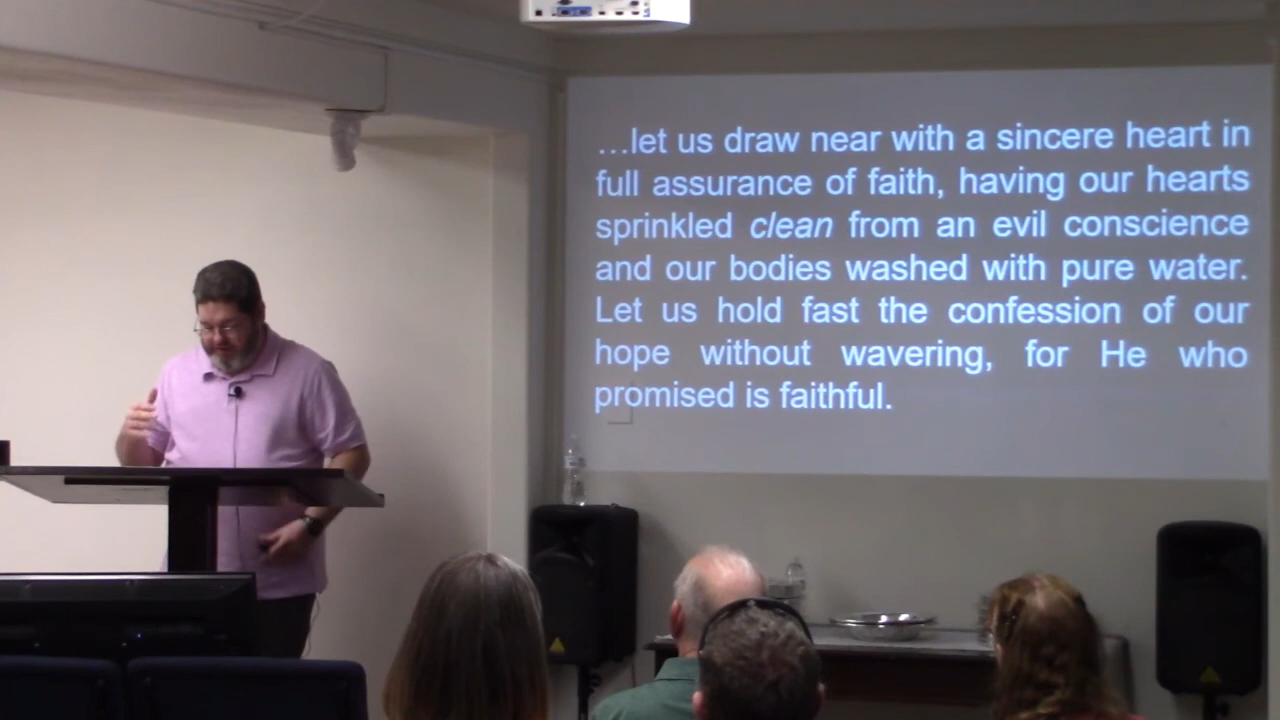 …let us draw near with a sincere heart in
full assurance of faith, having our hearts
sprinkled clean from an evil conscience
and our bodies washed with pure water.
Let us hold fast the confession of our
hope without wavering, for He who
promised is faithful.